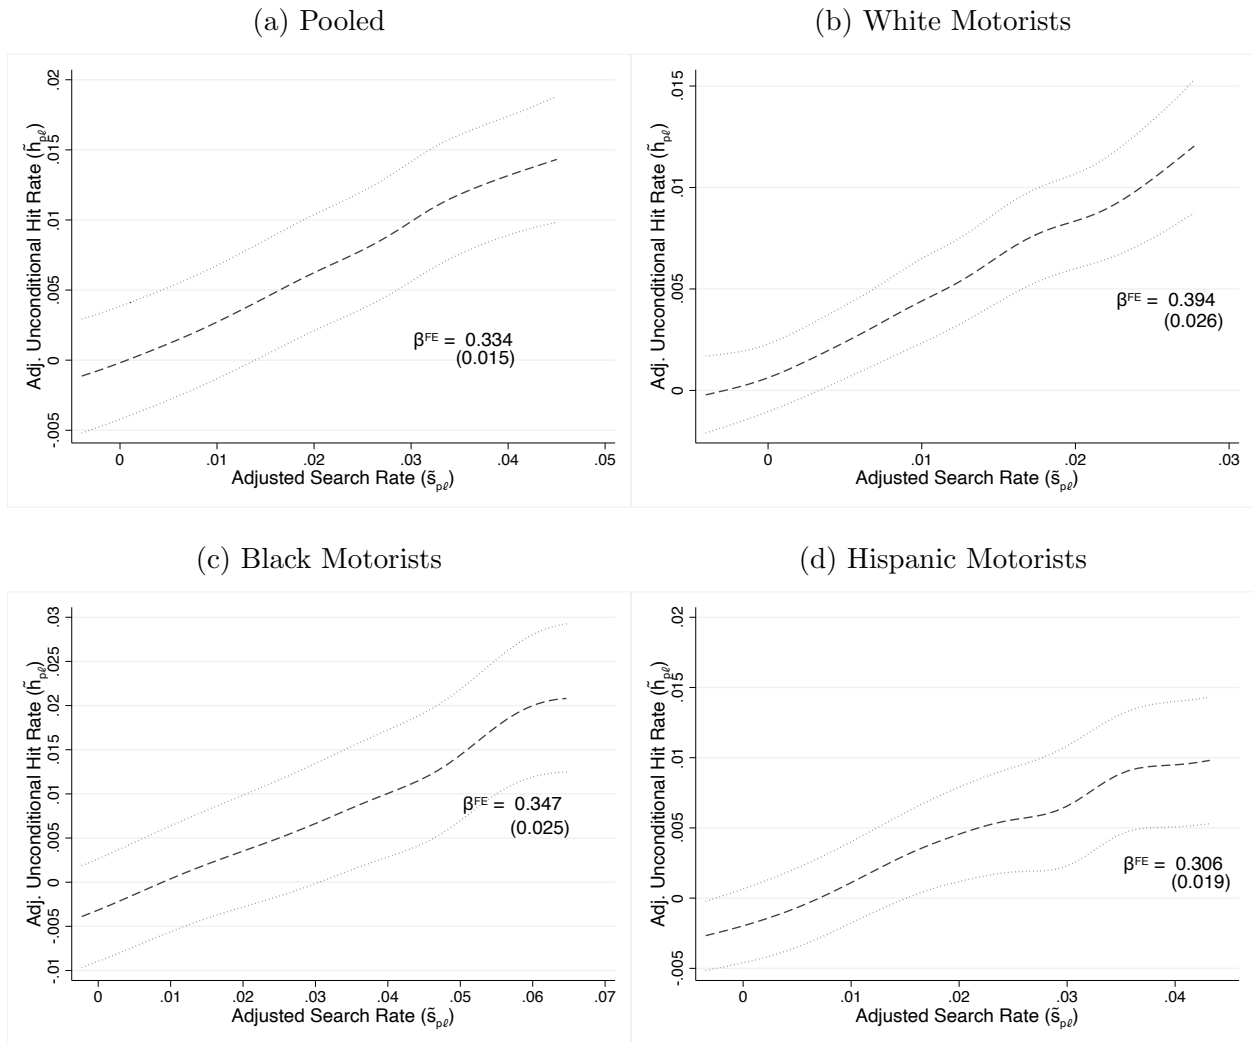 (a) Pooled
Adj. Unconditional Hit Rate (h̃pℓ)
.02
.015
.01
.005
0
-.005
βFE = 0.334
(0.015)
0 .01 .02 .03 .04 .05
Adjusted Search Rate (s̃pℓ)
(b) White Motorists
Adj. Unconditional Hit Rate (h̃pℓ)
.015
.01
.005
0
βFE = 0.394
(0.026)
0 .01 .02 .03
Adjusted Search Rate (s̃pℓ)
(c) Black Motorists
Adj. Unconditional Hit Rate (h̃pℓ)
.03
.025
.02
.015
.01
.005
0
-.005
-.01
βFE = 0.347
(0.025)
0 .01 .02 .03 .04 .05 .06 .07
Adjusted Search Rate (s̃pℓ)
(d) Hispanic Motorists
Adj. Unconditional Hit Rate (h̃pℓ)
.02
.015
.01
.005
0
-.005
βFE = 0.306
(0.019)
0 .01 .02 .03 .04
Adjusted Search Rate (s̃pℓ)